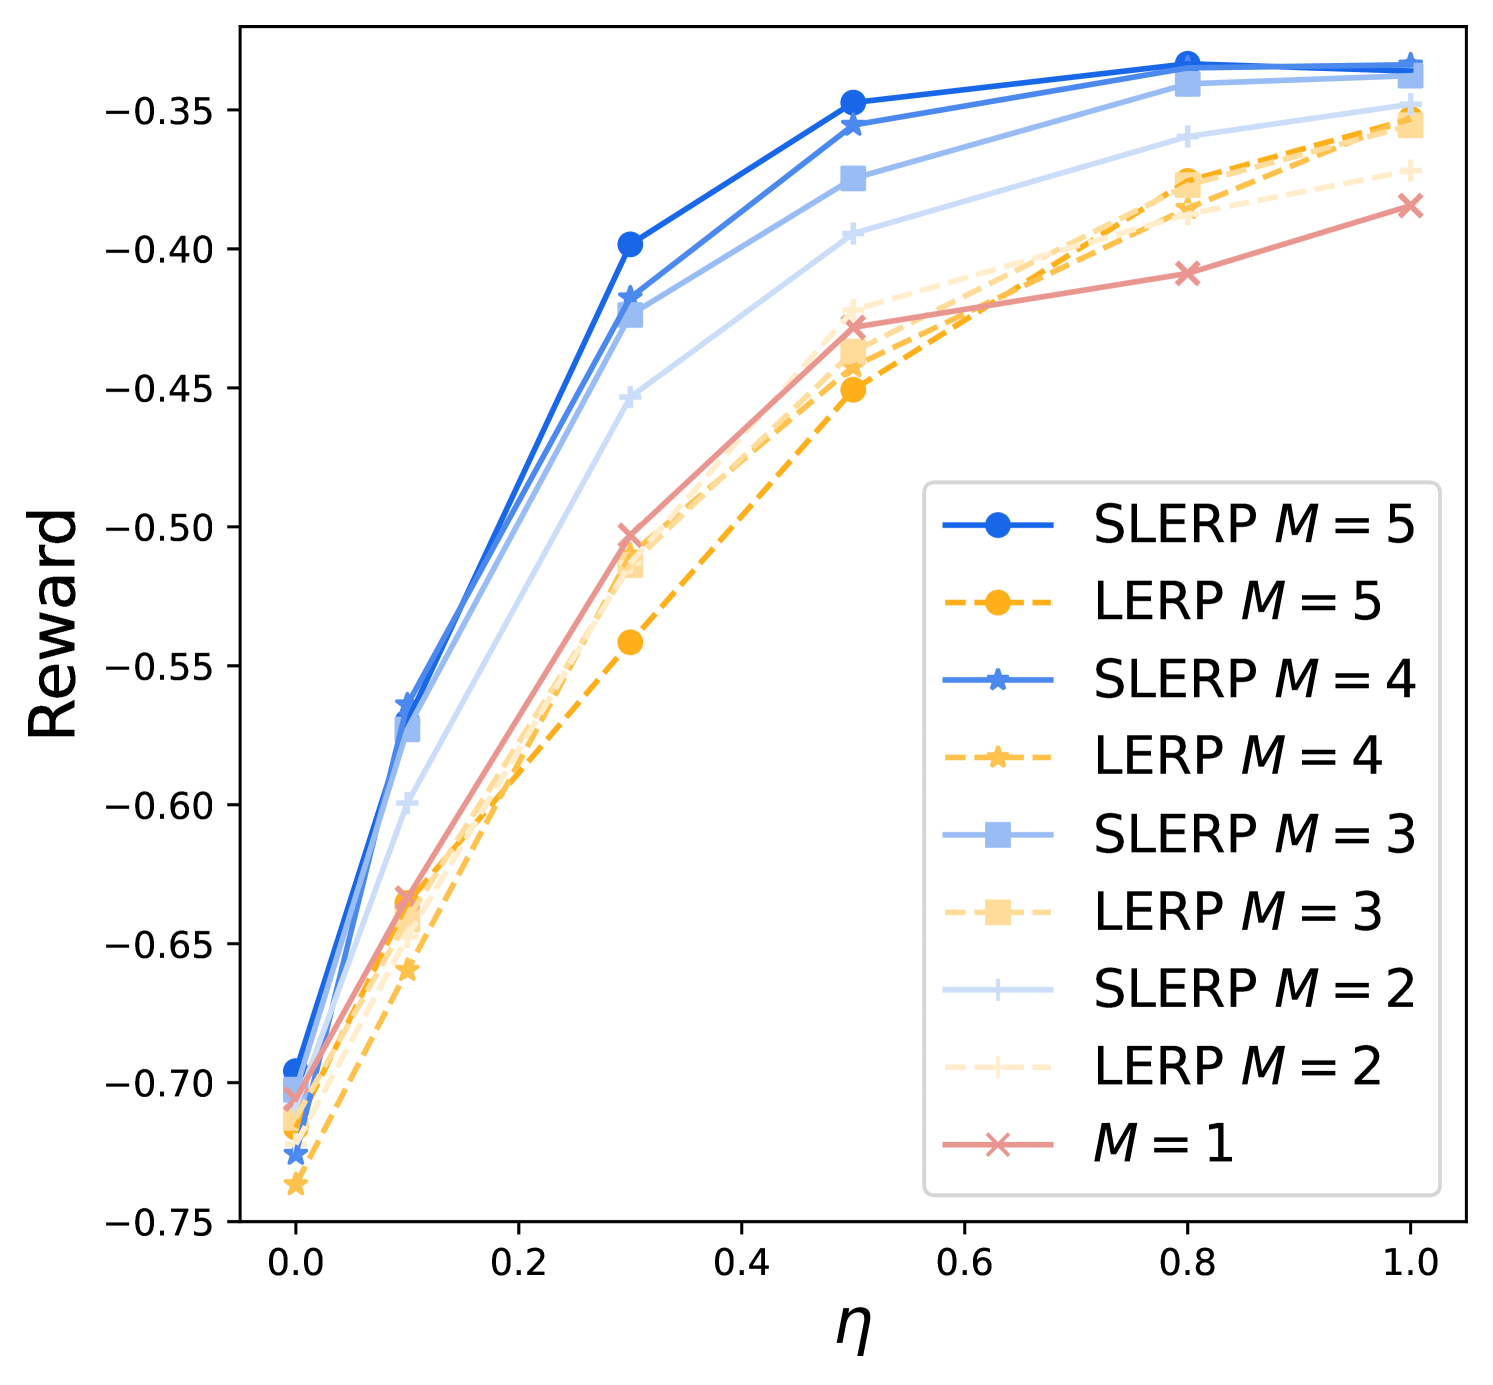 −0.35
−0.40
−0.45
−0.50
−0.55
−0.60
−0.65
−0.70
−0.75
Reward
SLERP M = 5
LERP M = 5
SLERP M = 4
LERP M = 4
SLERP M = 3
LERP M = 3
SLERP M = 2
LERP M = 2
M = 1
0.0 0.2 0.4 0.6 0.8 1.0
η